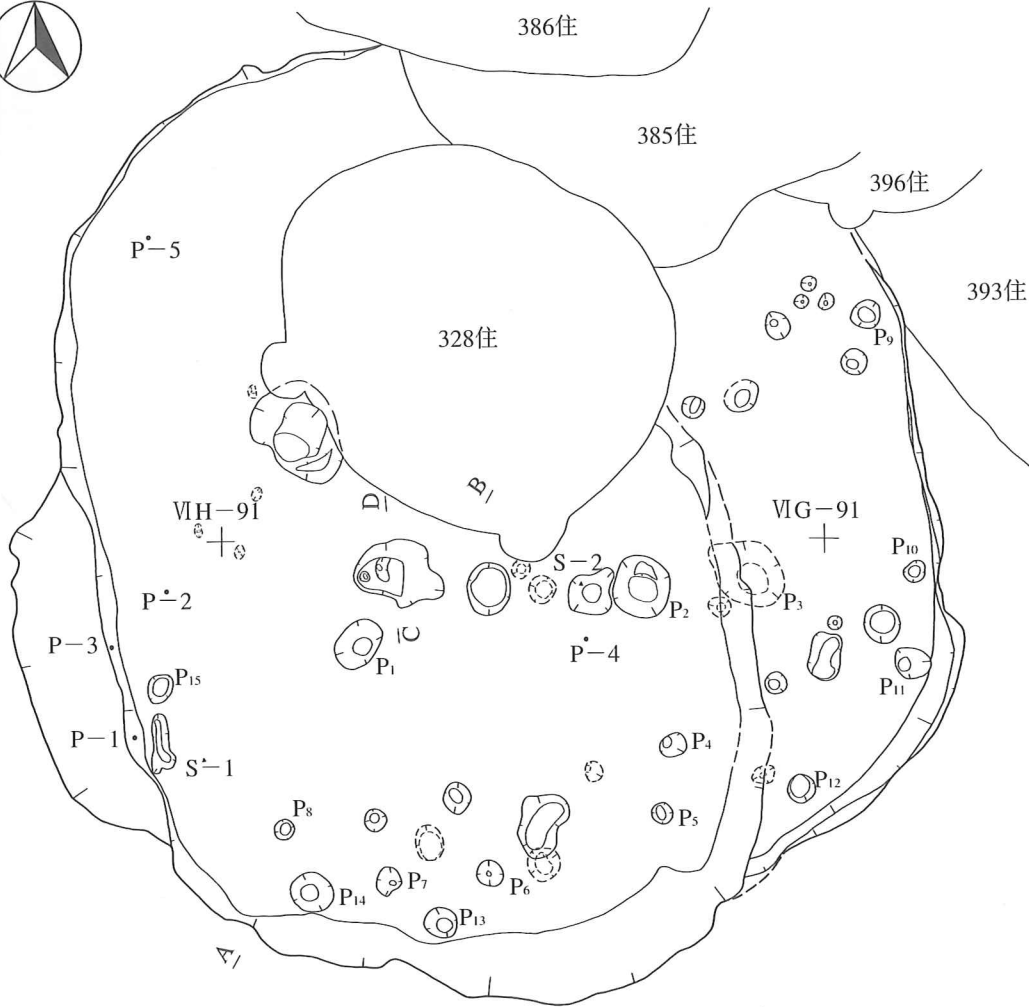 386住
385住
396住
P-5
393住
328住
P₉
D
B
ⅥH-91
ⅥG-91
P₁₀
S-2
P-2
P₂
P₃
C
P-3
P₁
P-4
P₁₅
P₁₁
P-1
P₄
S-1
P₁₂
P₈
P₅
P₇
P₆
P₁₄
P₁₃
A